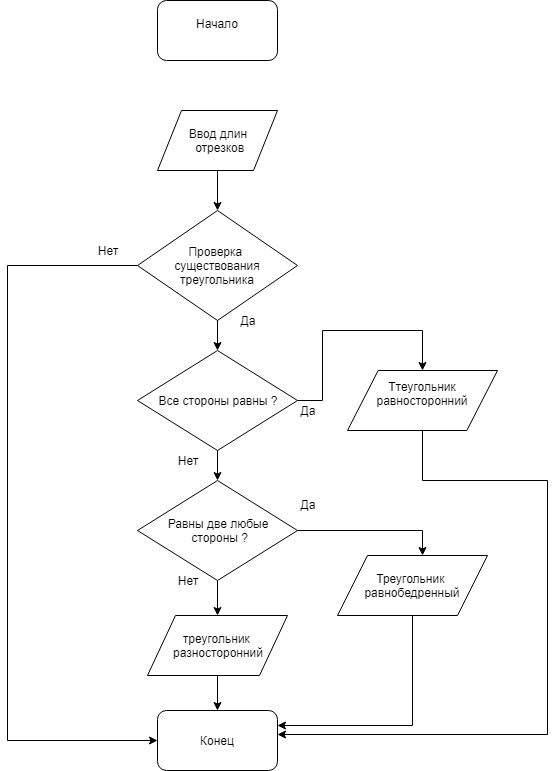 Начало
Ввод длин
отрезков
Нет
Проверка
существования
треугольника
Да
Все стороны равны ?
Да
Ттеугольник
равносторонний
Нет
Равны две любые
стороны ?
Да
Треугольник
равнобедренный
Нет
треугольник
разносторонний
Конец